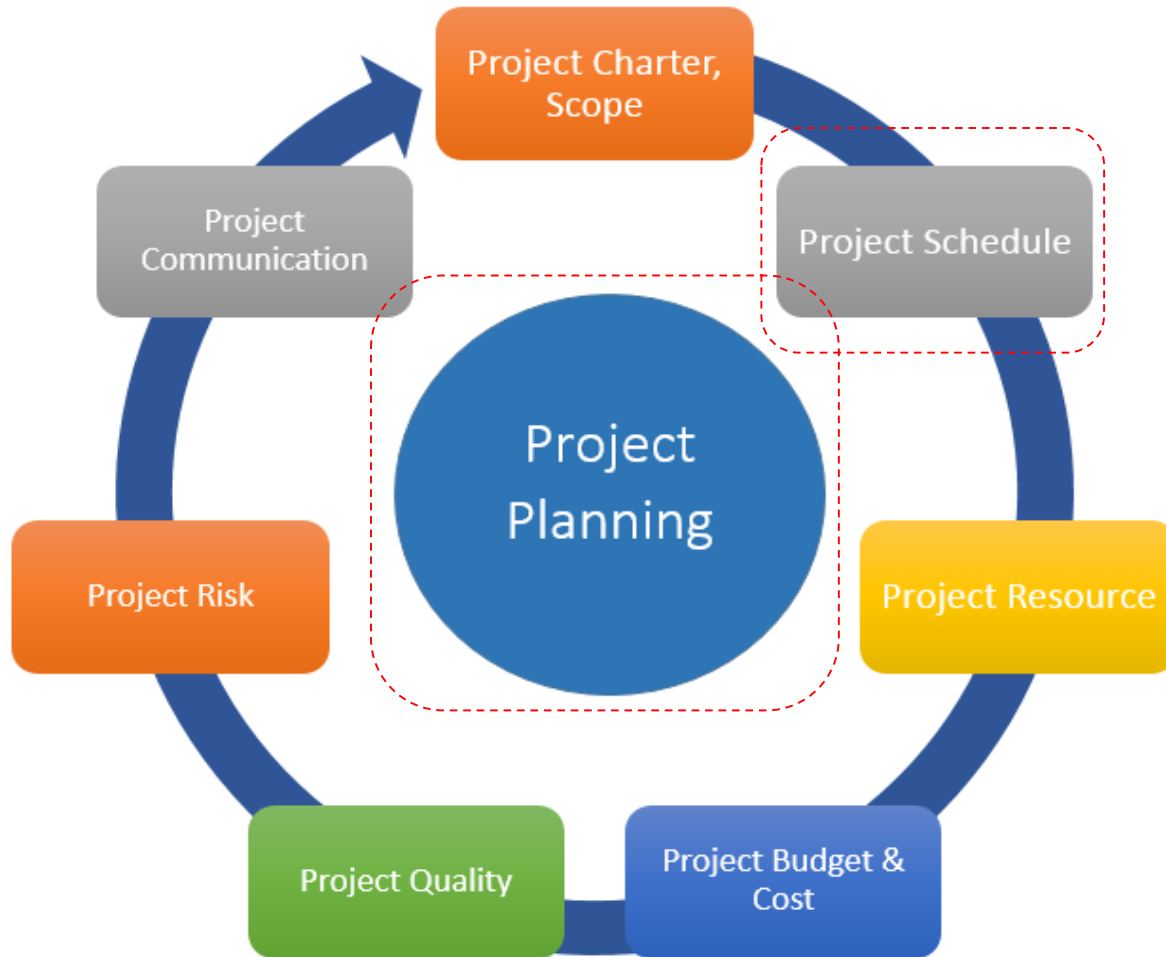 Project Charter,
Scope
Project Schedule
Project Resource
Project Budget &
Cost
Project Quality
Project Risk
Project
Communication
Project
Planning